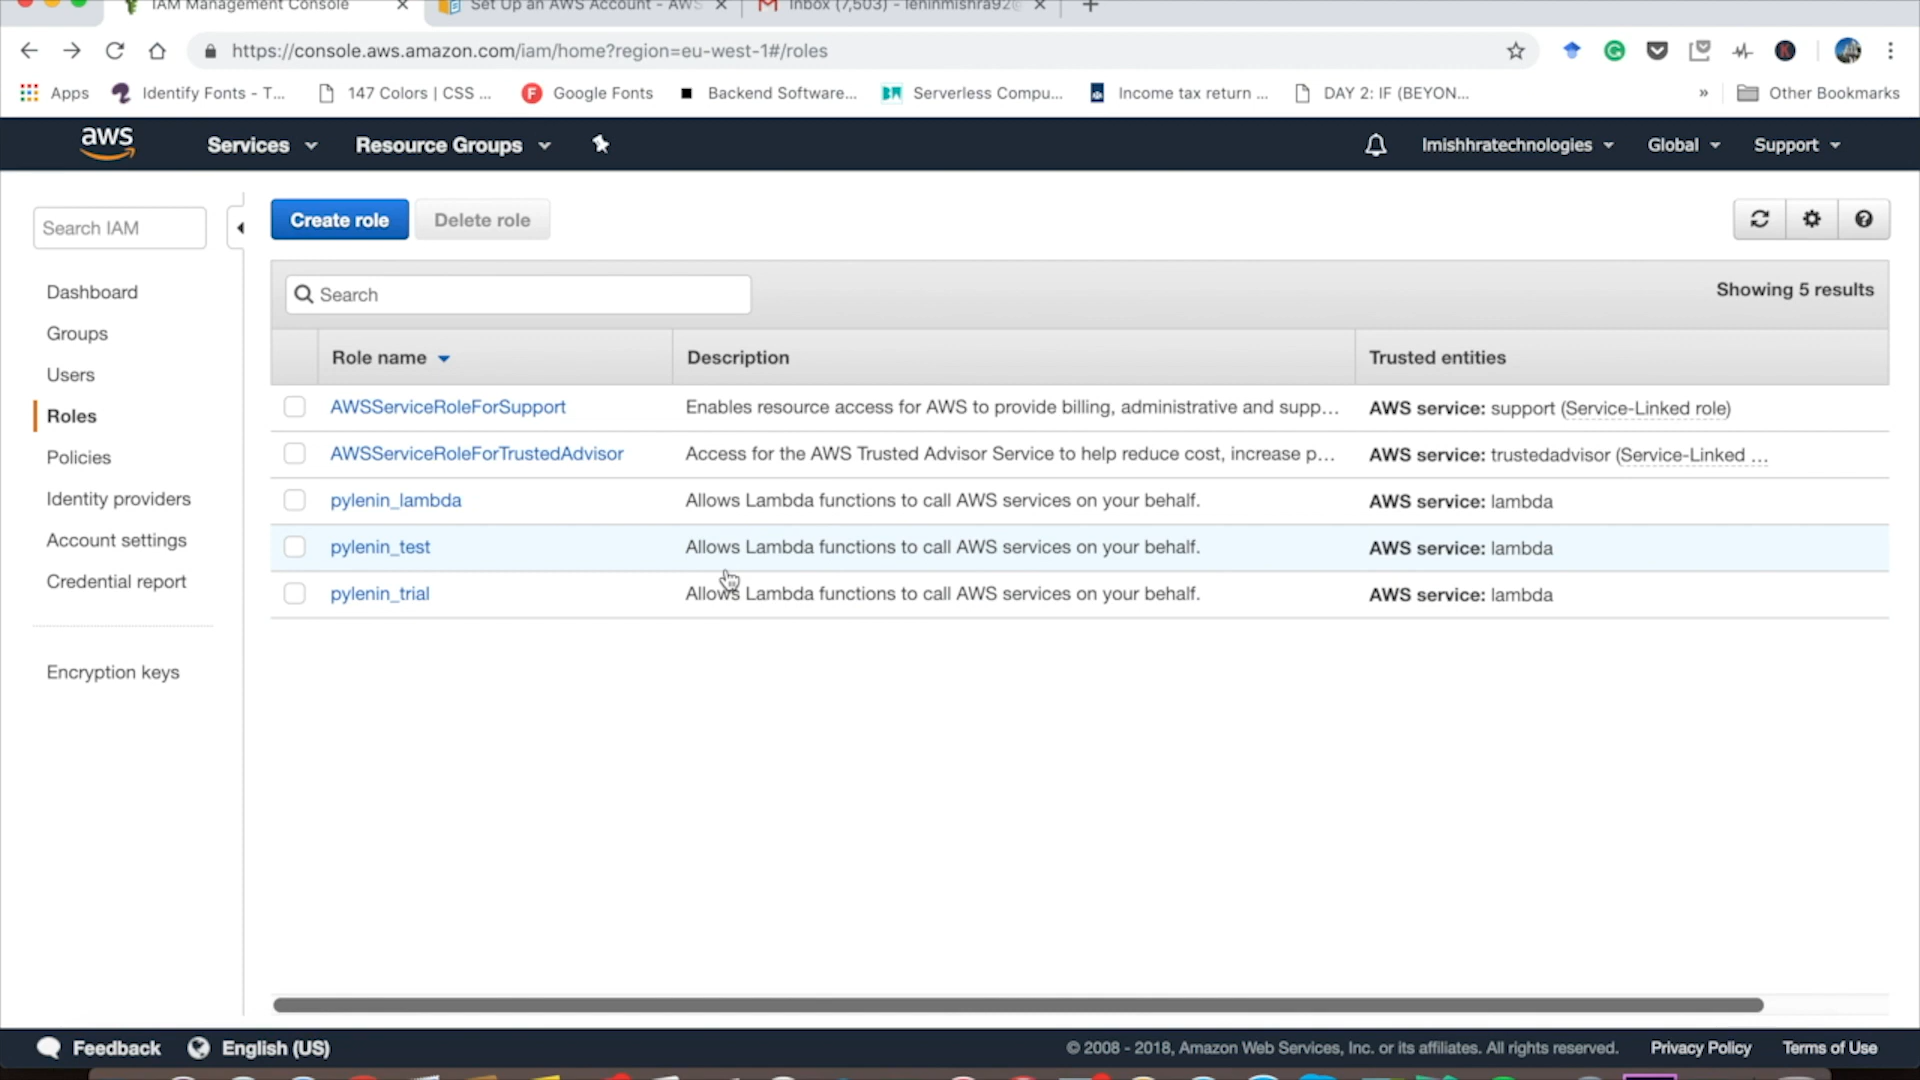 IAM Management Console
Set Up an AWS Account - AWS
Inbox (7,503) - leninmishra92@
https://console.aws.amazon.com/iam/home?region=eu-west-1#/roles
Apps
Identify Fonts - T...
147 Colors | CSS ...
Google Fonts
Backend Software...
Serverless Compu...
Income tax return ...
DAY 2: IF (BEYON...
»
Other Bookmarks
aws
Services
Resource Groups
lmishhratechnologies
Global
Support
Search IAM
Dashboard
Groups
Users
Roles
Policies
Identity providers
Account settings
Credential report
Encryption keys
Create role
Delete role
Search
Showing 5 results
Role name
Description
Trusted entities
AWSServiceRoleForSupport
Enables resource access for AWS to provide billing, administrative and supp...
AWS service: support (Service-Linked role)
AWSServiceRoleForTrustedAdvisor
Access for the AWS Trusted Advisor Service to help reduce cost, increase p...
AWS service: trustedadvisor (Service-Linked ...
pylenin_lambda
Allows Lambda functions to call AWS services on your behalf.
AWS service: lambda
pylenin_test
Allows Lambda functions to call AWS services on your behalf.
AWS service: lambda
pylenin_trial
Allows Lambda functions to call AWS services on your behalf.
AWS service: lambda
Feedback
English (US)
© 2008 - 2018, Amazon Web Services, Inc. or its affiliates. All rights reserved.
Privacy Policy
Terms of Use